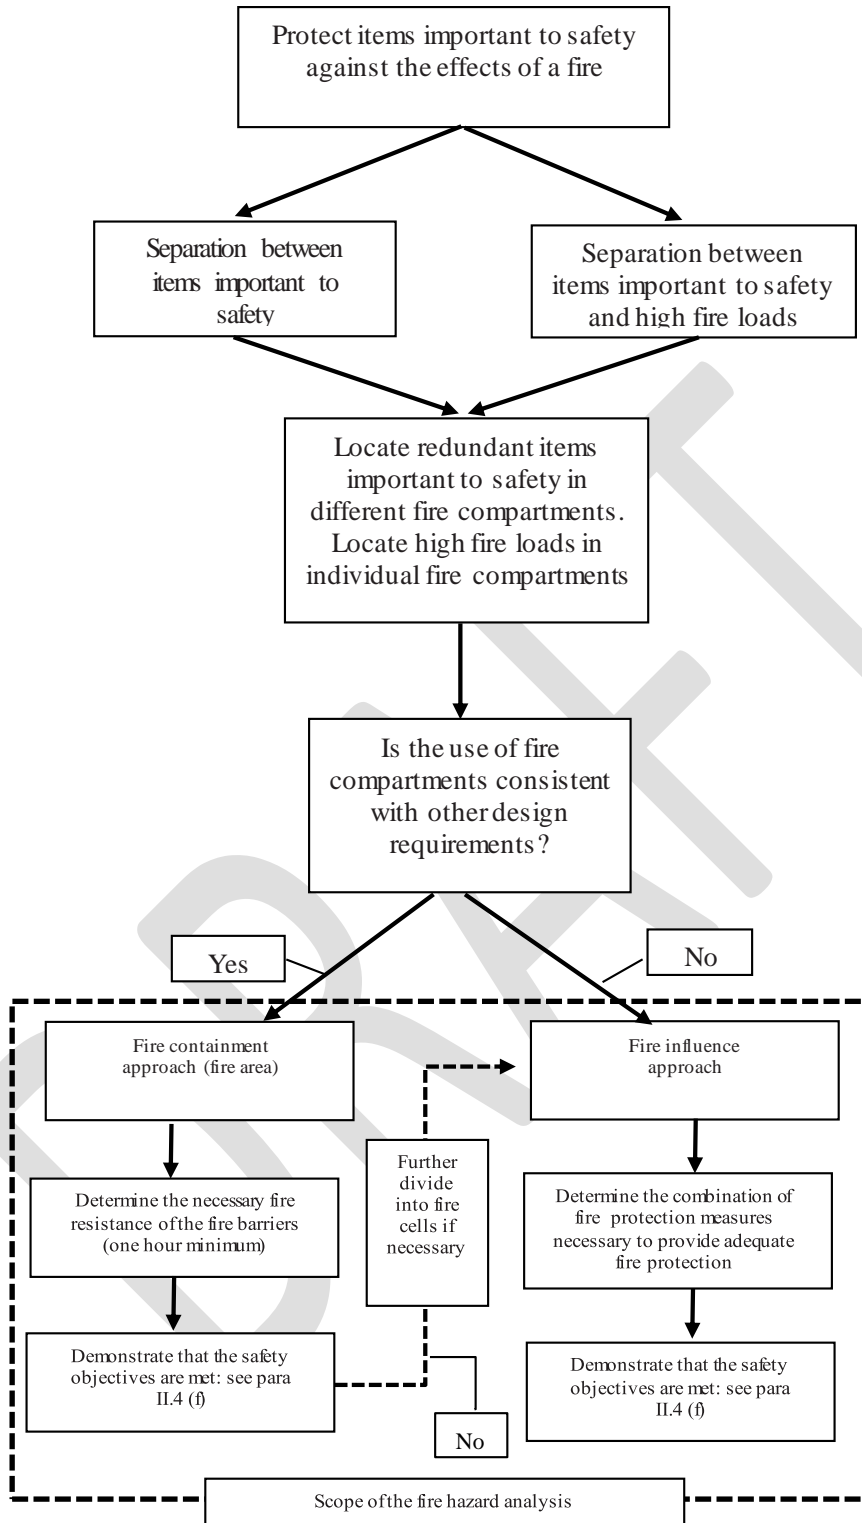 Protect items important to safety
against the effects of a fire
Separation between
items important to
safety
Separation between
items important to safety
and high fire loads
Locate redundant items
important to safety in
different fire compartments.
Locate high fire loads in
individual fire compartments
Is the use of fire
compartments consistent
with other design
requirements?
Yes
No
Fire containment
approach (fire area)
Fire influence
approach
Further
divide
into fire
cells if
necessary
Determine the necessary fire
resistance of the fire barriers
(one hour minimum)
Determine the combination of
fire protection measures
necessary to provide adequate
fire protection
Demonstrate that the safety
objectives are met: see para
II.4 (f)
Demonstrate that the safety
objectives are met: see para
II.4 (f)
No
Scope of the fire hazard analysis
DRAFT